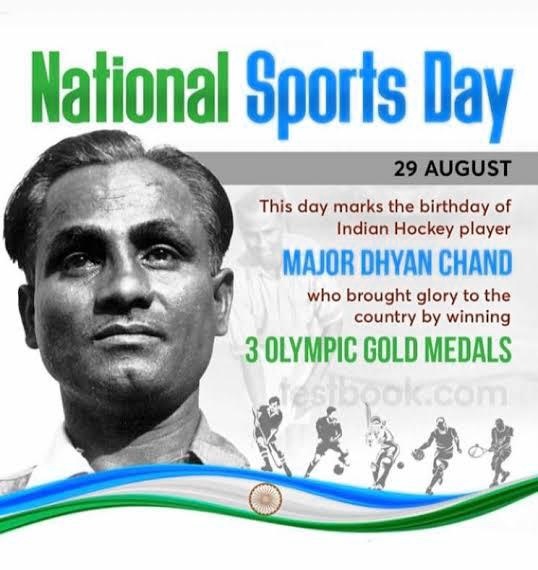 National Sports Day
29 AUGUST
This day marks the birthday of
Indian Hockey player
MAJOR DHYAN CHAND
who brought glory to the
country by winning
3 OLYMPIC GOLD MEDALS
testbook.com